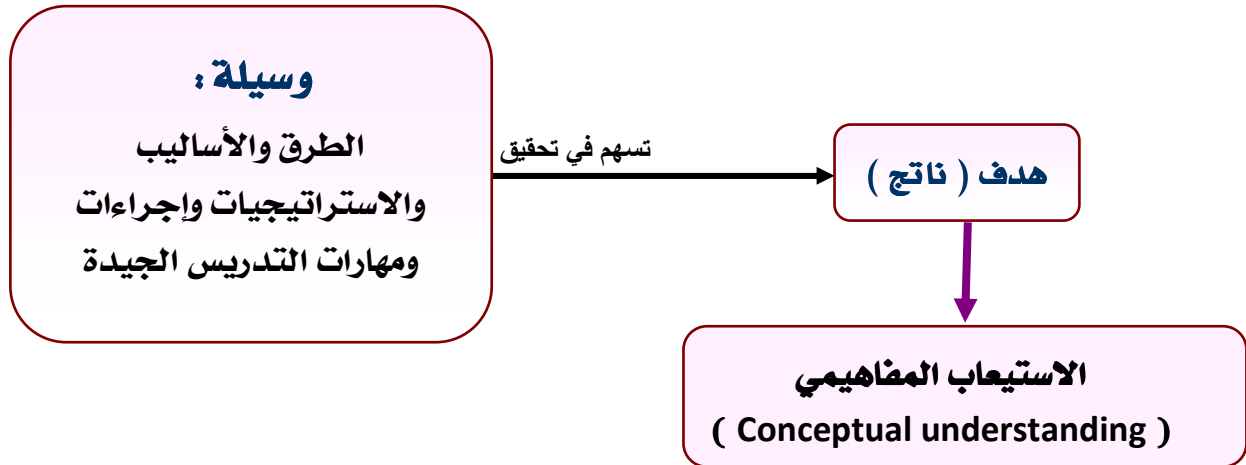 وسيلة :
الطرق والأساليب
والاستراتيجيات وإجراءات
ومهارات التدريس الجيدة
تسهم في تحقيق
هدف ( ناتج )
الاستيعاب المفاهيمي
( Conceptual understanding )